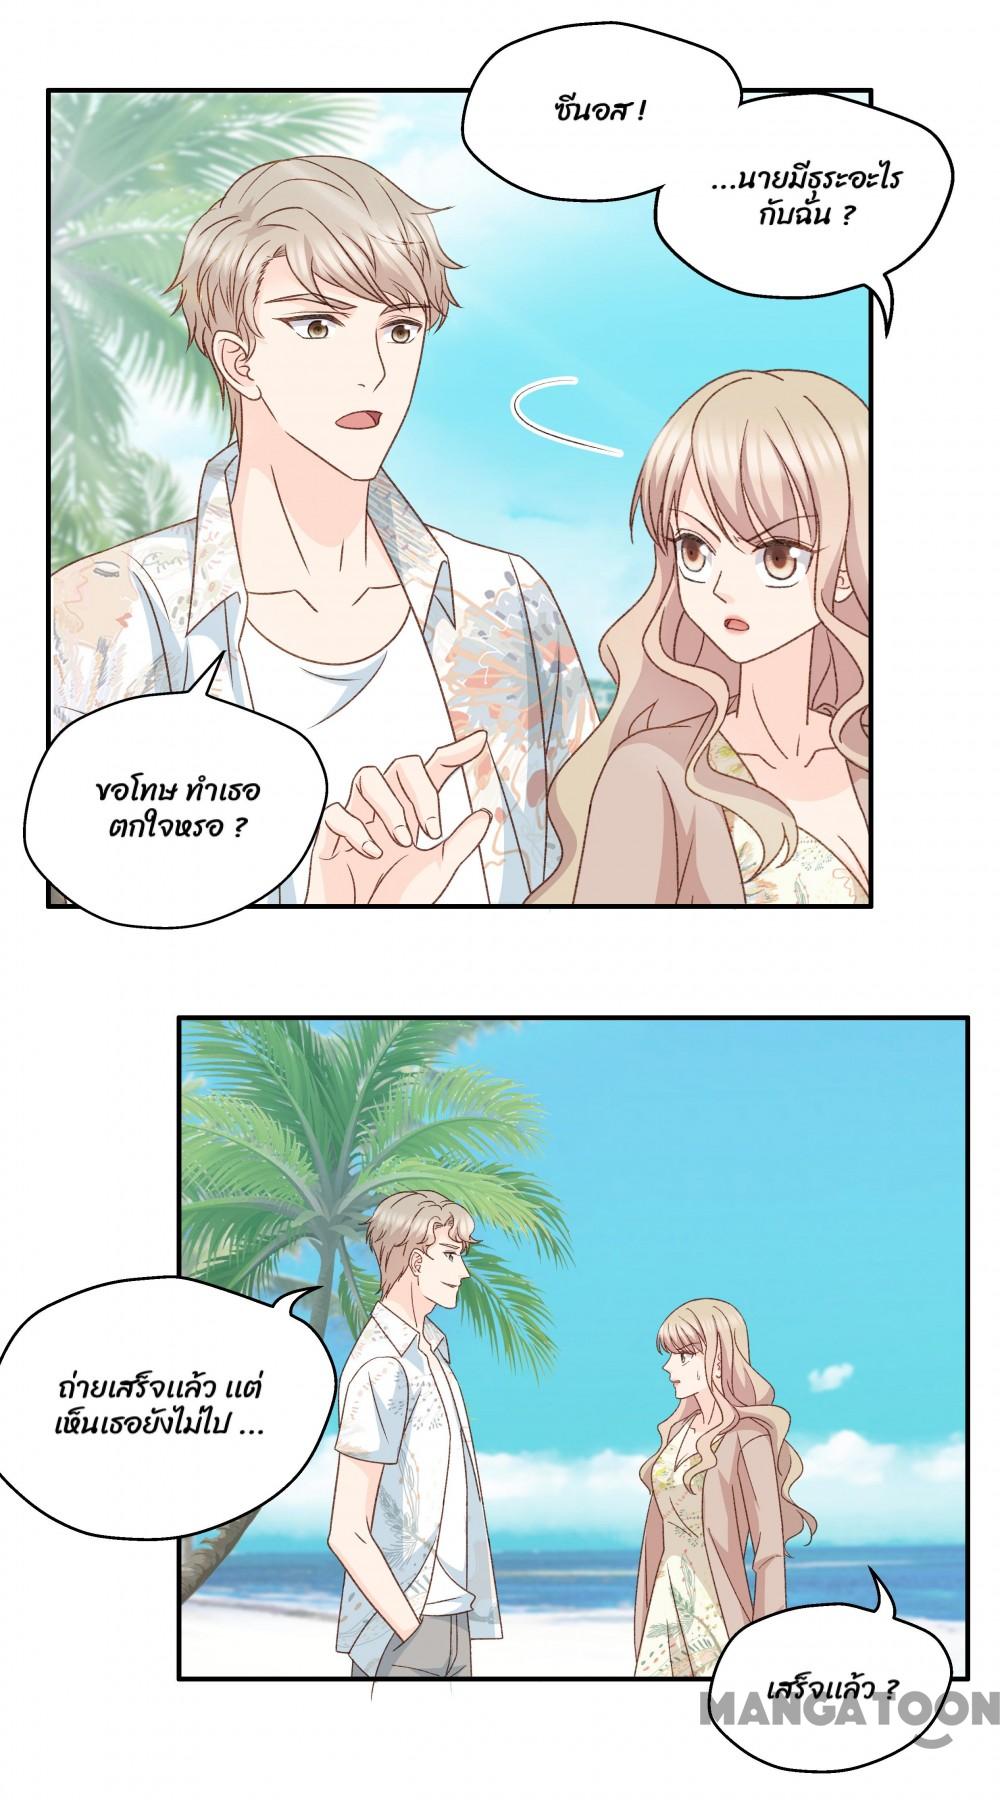 ซีนอส !
...นายมีธุระอะไร
กับฉัน ?
ขอโทษ ทำเธอ
ตกใจหรอ ?
ถ่ายเสร็จแล้ว แต่
เห็นเธอยังไม่ไป ...
เสร็จแล้ว ?
MANGATOON